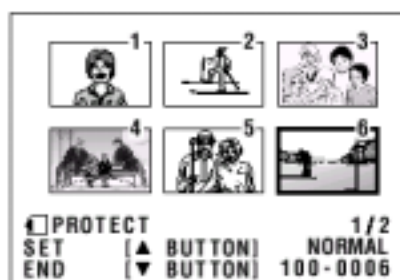 1 2 3
4 5 6
PROTECT 1/2
SET [▲ BUTTON] NORMAL
END [▼ BUTTON] 100-0006